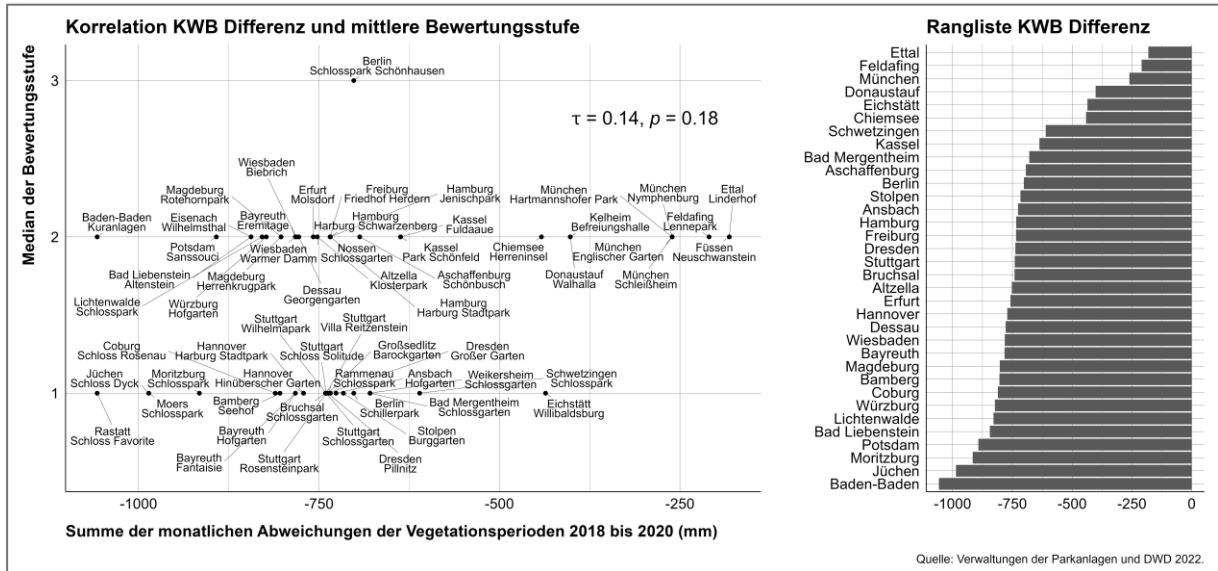 Korrelation KWB Differenz und mittlere Bewertungsstufe
Median der Bewertungsstufe
3
2
1
Berlin
Schlosspark Schönhausen
τ = 0.14, p = 0.18
Wiesbaden
Biebrich
Magdeburg
Rotehornpark
Erfurt
Molsdorf
Freiburg
Friedhof Herdern
Hamburg
Jenischpark
München
Hartmannshofer Park
München
Nymphenburg
Ettal
Linderhof
Baden-Baden
Kuranlagen
Eisenach
Wilhelmsthal
Bayreuth
Eremitage
Hamburg
Harburg Schwarzenberg
Kassel
Fuldaaue
Kelheim
Befreiungshalle
Feldafing
Lennepark
Potsdam
Sanssouci
Wiesbaden
Warmer Damm
Nossen
Schlossgarten
Kassel
Park Schönfeld
Chiemsee
Herreninsel
München
Englischer Garten
Füssen
Neuschwanstein
Bad Liebenstein
Altenstein
Magdeburg
Herrenkrugpark
Dessau
Georgengarten
Altzella
Klosterpark
Aschaffenburg
Schönbusch
Donaustauf
Walhalla
München
Schleißheim
Lichtenwalde
Schlosspark
Würzburg
Hofgarten
Hamburg
Harburg Stadtpark
Stuttgart
Wilhelmapark
Stuttgart
Villa Reitzenstein
Coburg
Schloss Rosenau
Hannover
Harburg Stadtpark
Stuttgart
Schloss Solitude
Großsedlitz
Barockgarten
Dresden
Großer Garten
Jüchen
Schloss Dyck
Moritzburg
Schlosspark
Hannover
Hinüberscher Garten
Rammenau
Schlosspark
Ansbach
Hofgarten
Weikersheim
Schlossgarten
Schwetzingen
Schlosspark
Moers
Schlosspark
Bamberg
Seehof
Bruchsal
Schlossgarten
Berlin
Schillerpark
Bad Mergentheim
Schlossgarten
Eichstätt
Willibaldsburg
Rastatt
Schloss Favorite
Bayreuth
Hofgarten
Stuttgart
Schlossgarten
Stolpen
Burggarten
Bayreuth
Fantaisie
Stuttgart
Rosensteinpark
Dresden
Pillnitz
-1000
-750
-500
-250
Summe der monatlichen Abweichungen der Vegetationsperioden 2018 bis 2020 (mm)
Rangliste KWB Differenz
Ettal
Feldafing
München
Donaustauf
Eichstätt
Chiemsee
Schwetzingen
Kassel
Bad Mergentheim
Aschaffenburg
Berlin
Stolpen
Ansbach
Hamburg
Freiburg
Dresden
Stuttgart
Bruchsal
Altzella
Erfurt
Hannover
Dessau
Wiesbaden
Bayreuth
Magdeburg
Bamberg
Coburg
Würzburg
Lichtenwalde
Bad Liebenstein
Potsdam
Moritzburg
Jüchen
Baden-Baden
-1000
-750
-500
-250
0
Quelle: Verwaltungen der Parkanlagen und DWD 2022.